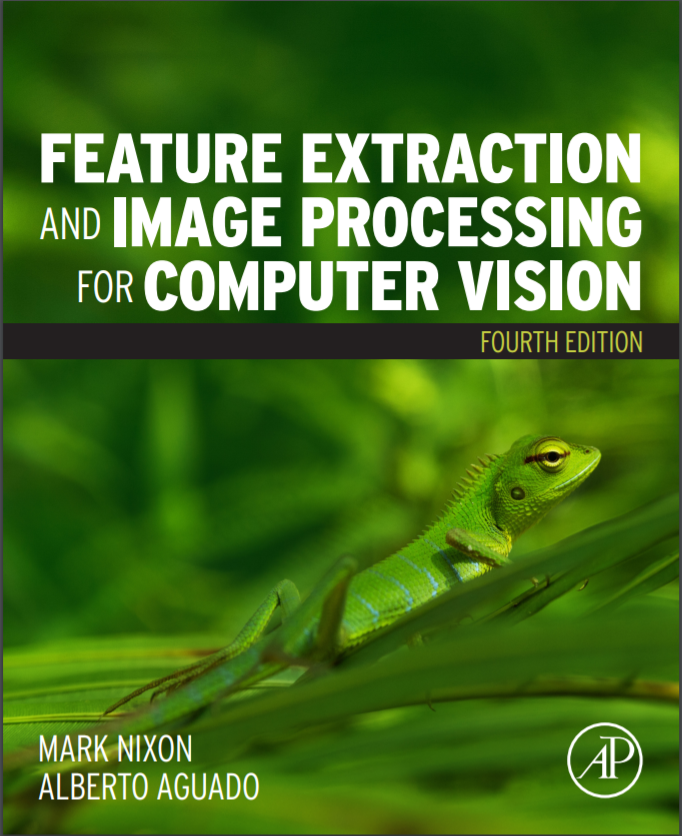 FEATURE EXTRACTION
AND IMAGE PROCESSING
FOR COMPUTER VISION
FOURTH EDITION
MARK NIXON
ALBERTO AGUADO
AP